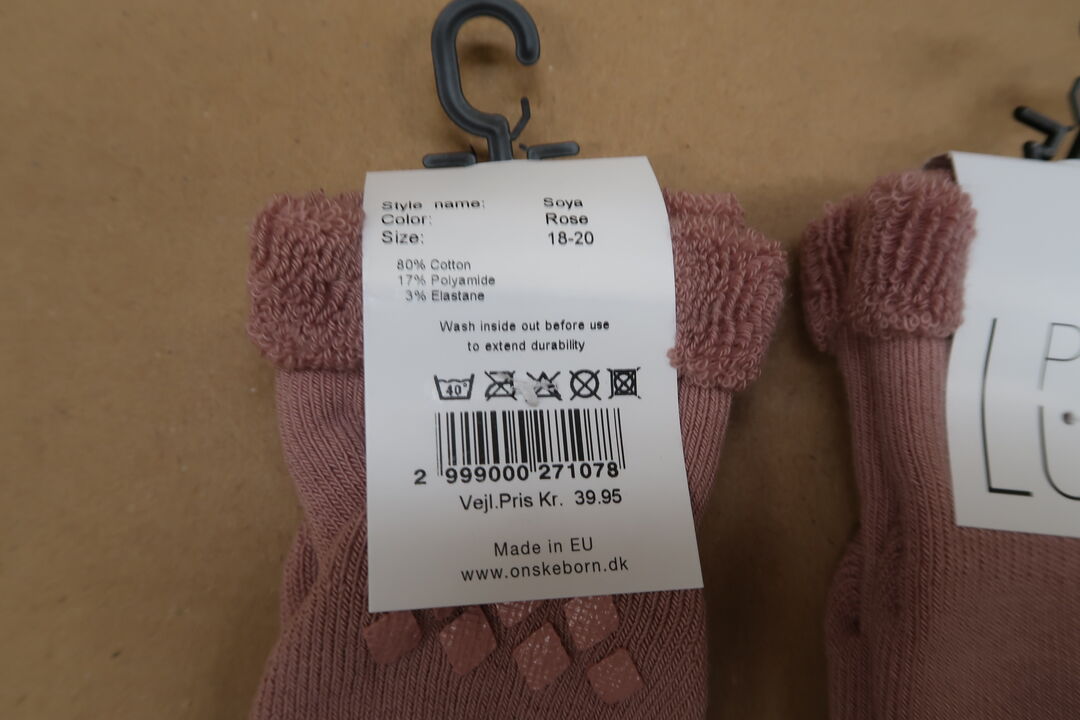 Style name: Soya
Color: Rose
Size: 18-20
80% Cotton
17% Polyamide
3% Elastane
Wash inside out before use
to extend durability
40°
2 999000 271078
Vejl.Pris Kr. 39.95
Made in EU
www.onskeborn.dk